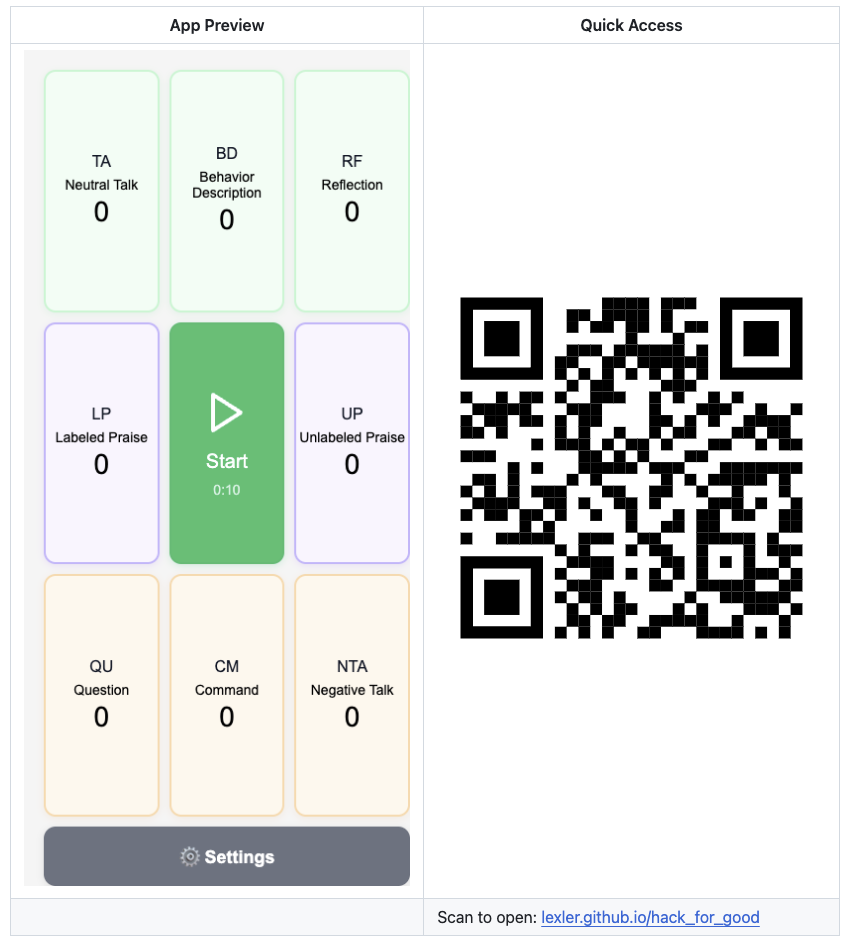 App Preview
Quick Access
TA
Neutral Talk
0
BD
Behavior
Description
0
RF
Reflection
0
LP
Labeled Praise
0
Start
0:10
UP
Unlabeled Praise
0
QU
Question
0
CM
Command
0
NTA
Negative Talk
0
Settings
Scan to open: lexler.github.io/hack_for_good